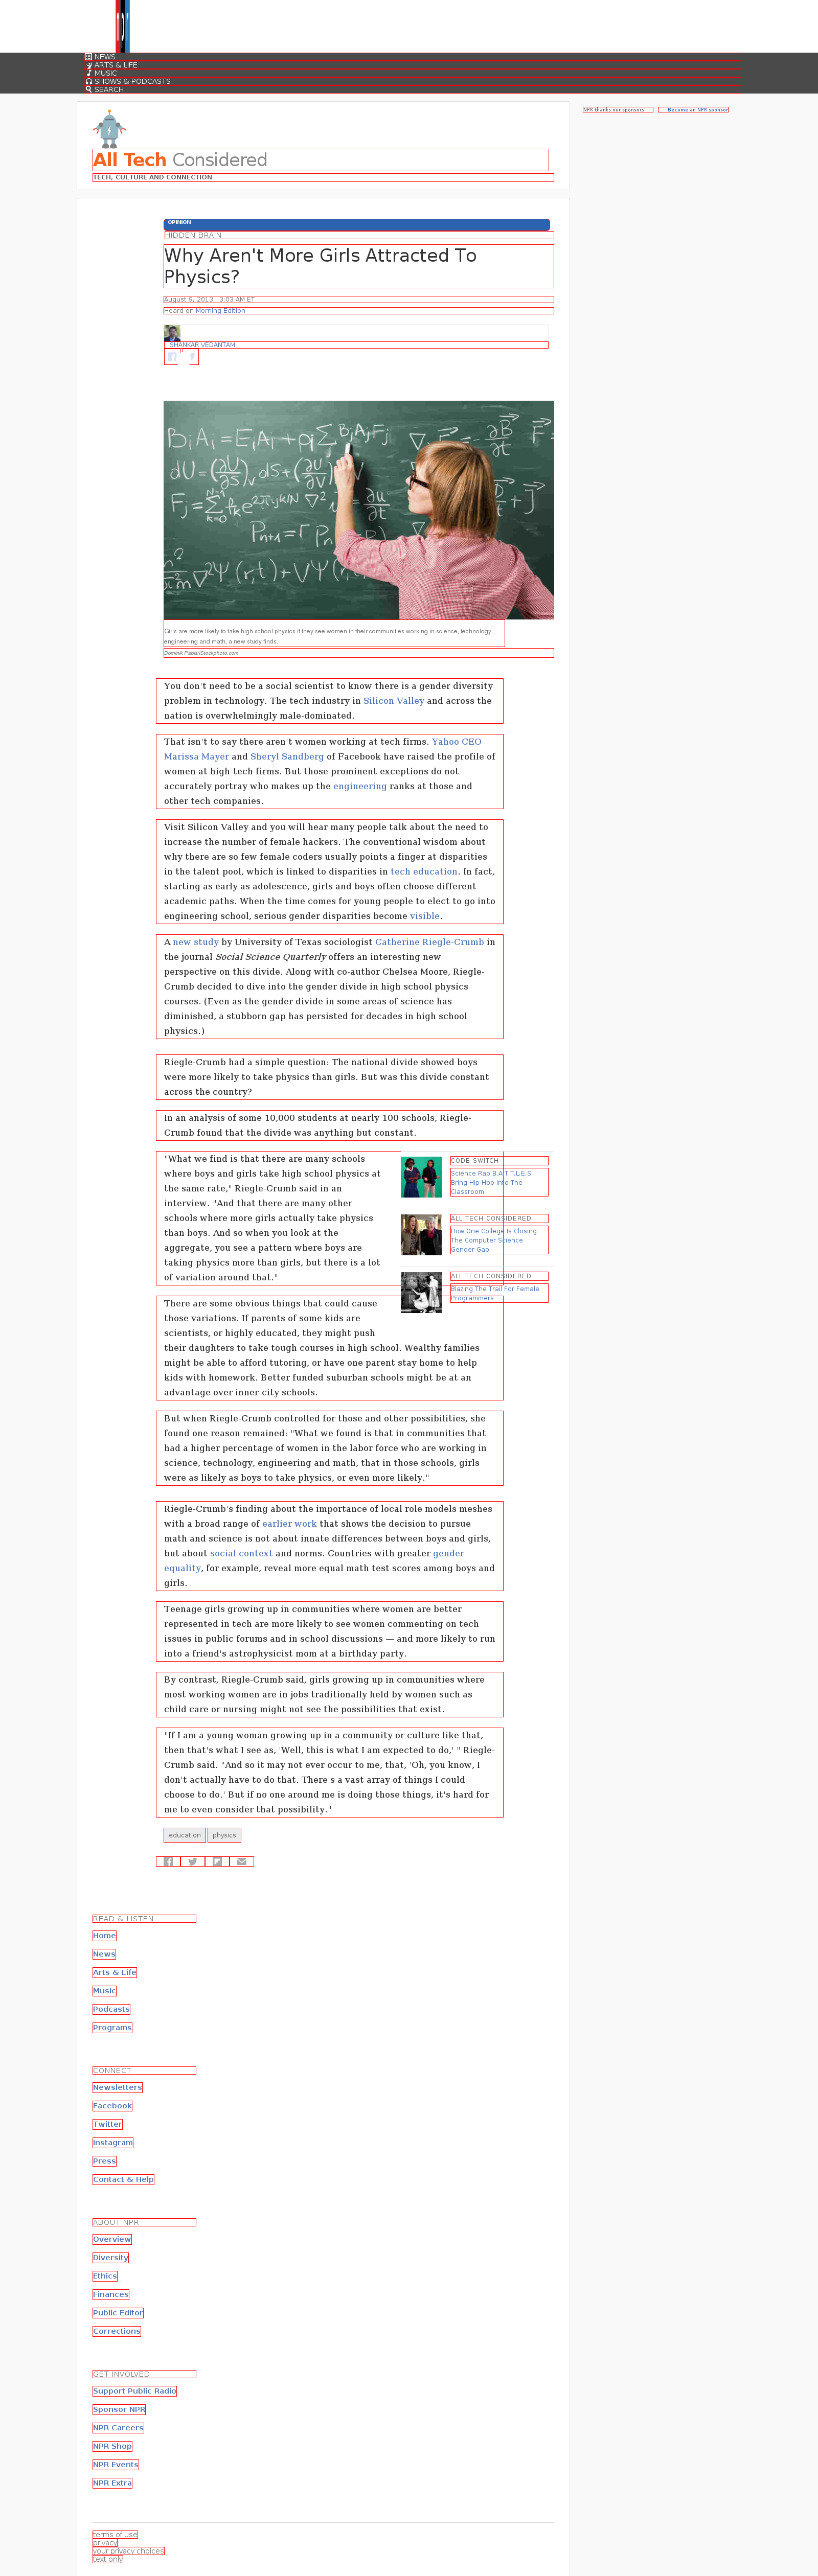 NEWS
ARTS & LIFE
MUSIC
SHOWS & PODCASTS
SEARCH
NPR thanks our sponsors
Become an NPR sponsor
All Tech Considered
TECH, CULTURE AND CONNECTION
OPINION
HIDDEN BRAIN
Why Aren't More Girls Attracted To
Physics?
August 9, 2013 · 3:03 AM ET
Heard on Morning Edition
SHANKAR VEDANTAM
Girls are more likely to take high school physics if they see women in their communities working in science, technology,
engineering and math, a new study finds.
Dominik Pabis/iStockphoto.com
You don't need to be a social scientist to know there is a gender diversity
problem in technology. The tech industry in Silicon Valley and across the
nation is overwhelmingly male-dominated.
That isn't to say there aren't women working at tech firms. Yahoo CEO
Marissa Mayer and Sheryl Sandberg of Facebook have raised the profile of
women at high-tech firms. But those prominent exceptions do not
accurately portray who makes up the engineering ranks at those and
other tech companies.
Visit Silicon Valley and you will hear many people talk about the need to
increase the number of female hackers. The conventional wisdom about
why there are so few female coders usually points a finger at disparities
in the talent pool, which is linked to disparities in tech education. In fact,
starting as early as adolescence, girls and boys often choose different
academic paths. When the time comes for young people to elect to go into
engineering school, serious gender disparities become visible.
A new study by University of Texas sociologist Catherine Riegle-Crumb in
the journal Social Science Quarterly offers an interesting new
perspective on this divide. Along with co-author Chelsea Moore, Riegle-
Crumb decided to dive into the gender divide in high school physics
courses. (Even as the gender divide in some areas of science has
diminished, a stubborn gap has persisted for decades in high school
physics.)
Riegle-Crumb had a simple question: The national divide showed boys
were more likely to take physics than girls. But was this divide constant
across the country?
In an analysis of some 10,000 students at nearly 100 schools, Riegle-
Crumb found that the divide was anything but constant.
"What we find is that there are many schools
where boys and girls take high school physics at
the same rate," Riegle-Crumb said in an
interview. "And that there are many other
schools where more girls actually take physics
than boys. And so when you look at the
aggregate, you see a pattern where boys are
taking physics more than girls, but there is a lot
of variation around that."
CODE SWITCH
Science Rap B.A.T.T.L.E.S.
Bring Hip-Hop Into The
Classroom
ALL TECH CONSIDERED
How One College Is Closing
The Computer Science
Gender Gap
ALL TECH CONSIDERED
Blazing The Trail For Female
Programmers
There are some obvious things that could cause
those variations. If parents of some kids are
scientists, or highly educated, they might push
their daughters to take tough courses in high school. Wealthy families
might be able to afford tutoring, or have one parent stay home to help
kids with homework. Better funded suburban schools might be at an
advantage over inner-city schools.
But when Riegle-Crumb controlled for those and other possibilities, she
found one reason remained: "What we found is that in communities that
had a higher percentage of women in the labor force who are working in
science, technology, engineering and math, that in those schools, girls
were as likely as boys to take physics, or even more likely."
Riegle-Crumb's finding about the importance of local role models meshes
with a broad range of earlier work that shows the decision to pursue
math and science is not about innate differences between boys and girls,
but about social context and norms. Countries with greater gender
equality, for example, reveal more equal math test scores among boys and
girls.
Teenage girls growing up in communities where women are better
represented in tech are more likely to see women commenting on tech
issues in public forums and in school discussions — and more likely to run
into a friend's astrophysicist mom at a birthday party.
By contrast, Riegle-Crumb said, girls growing up in communities where
most working women are in jobs traditionally held by women such as
child care or nursing might not see the possibilities that exist.
"If I am a young woman growing up in a community or culture like that,
then that's what I see as, 'Well, this is what I am expected to do,' " Riegle-
Crumb said. "And so it may not ever occur to me, that, 'Oh, you know, I
don't actually have to do that. There's a vast array of things I could
choose to do.' But if no one around me is doing those things, it's hard for
me to even consider that possibility."
education
physics
READ & LISTEN
Home
News
Arts & Life
Music
Podcasts
Programs
CONNECT
Newsletters
Facebook
Twitter
Instagram
Press
Contact & Help
ABOUT NPR
Overview
Diversity
Ethics
Finances
Public Editor
Corrections
GET INVOLVED
Support Public Radio
Sponsor NPR
NPR Careers
NPR Shop
NPR Events
NPR Extra
terms of use
privacy
your privacy choices
text only